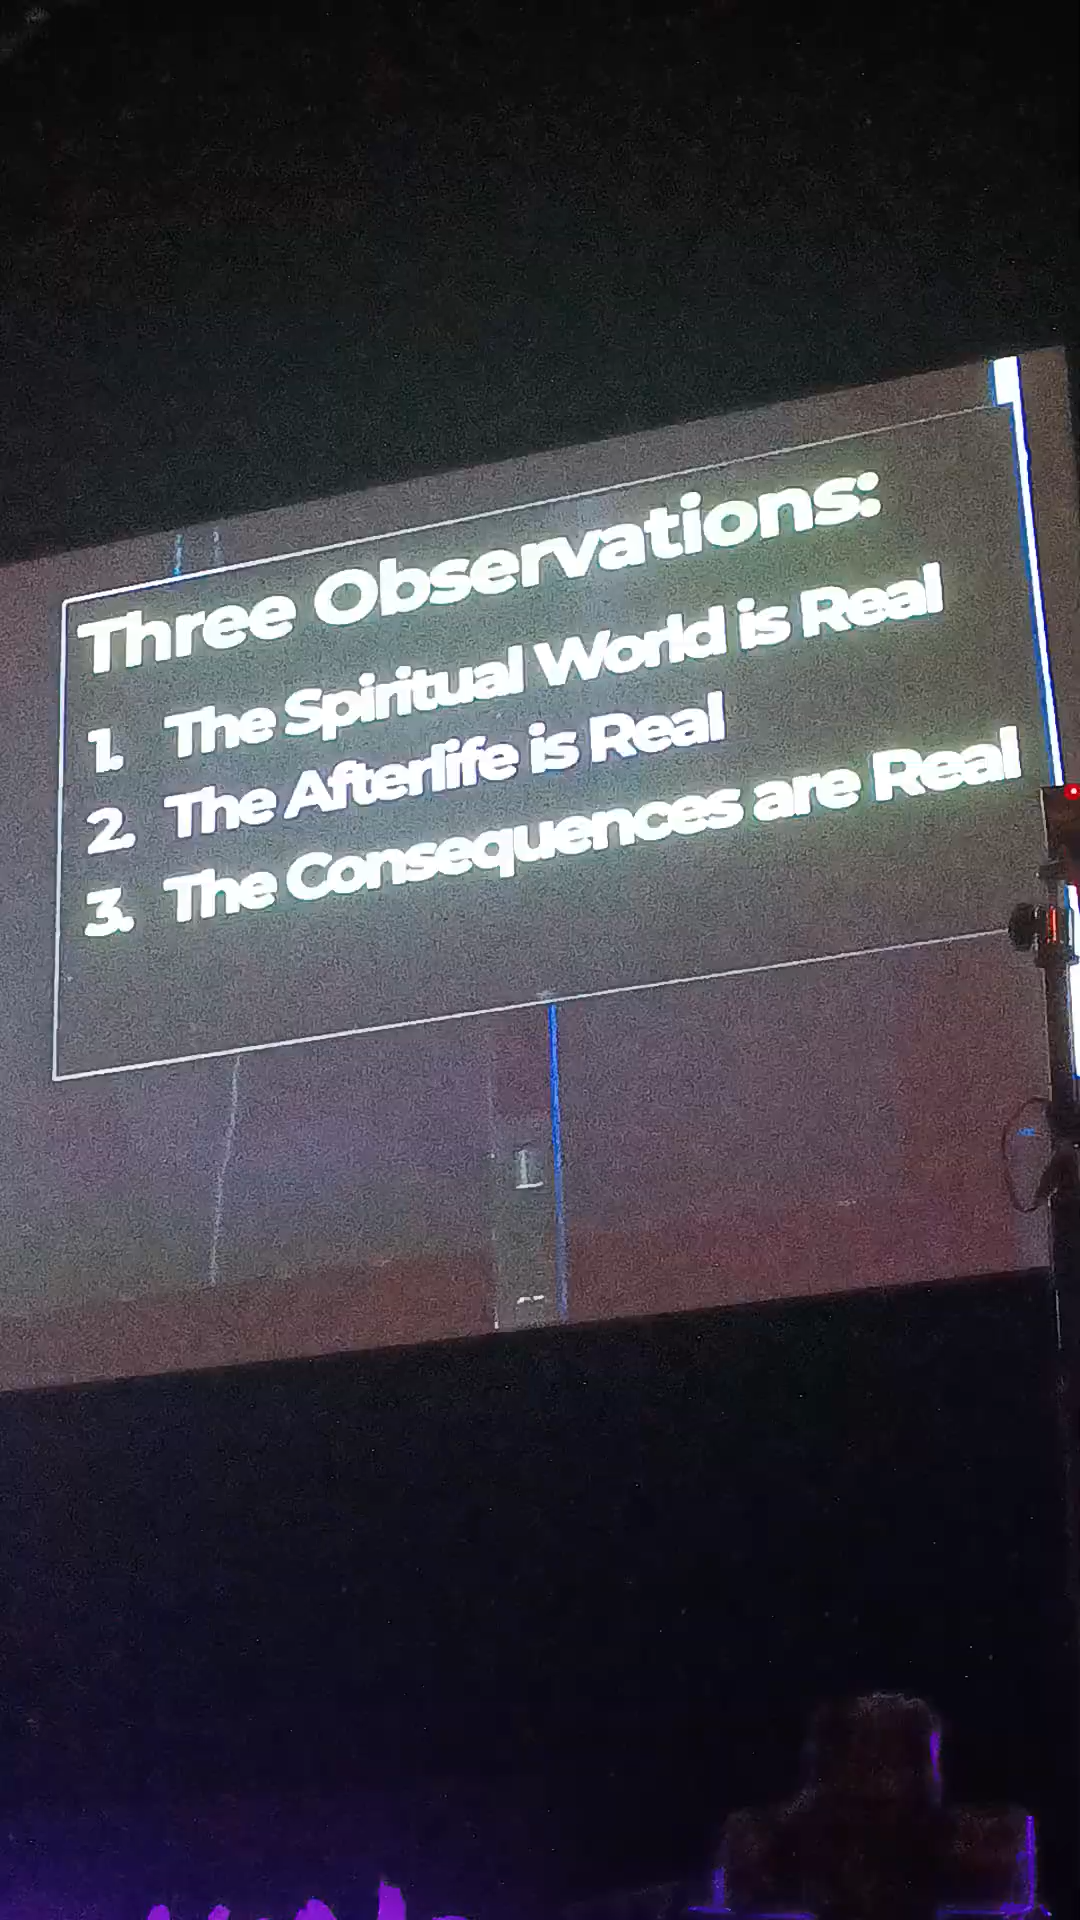 Three Observations:
1. The Spiritual World is Real
2. The Afterlife is Real
3. The Consequences are Real